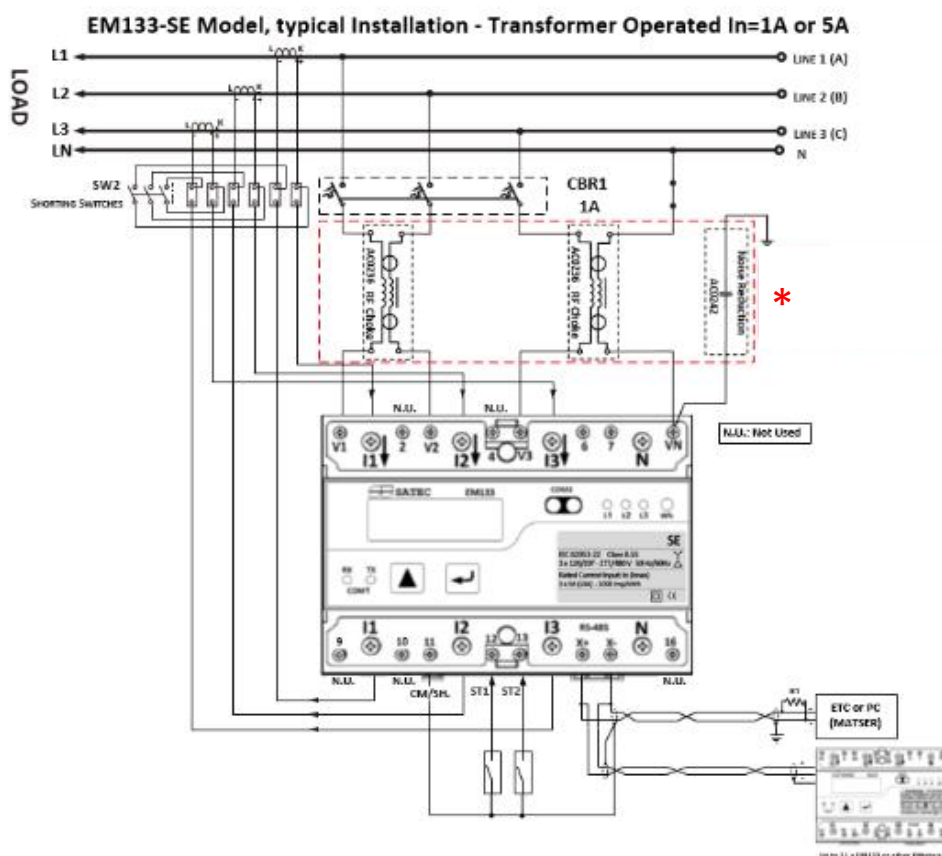 EM133-SE Model, typical Installation - Transformer Operated In=1A or 5A
LOAD
L1
L2
L3
LN
L K
L K
L K
LINE 1 (A)
LINE 2 (B)
LINE 3 (C)
N
SW2
SHORTING SWITCHES
CBR1
1A
AC0236 RF Choke
AC0236 RF Choke
Noise Reduction
AC0242
*
N.U.
N.U.
N.U.: Not Used
V1 I1 2 V2 I2 4 V3 I3 6 7 N VN
SATEC EM133
L1 L2 L3 Wh
SE
RX TX
COM1
9 I1 10 11 I2 12 13 I3 RS-485 X+ X- N 16
N.U. N.U. CM/SH. ST1 ST2 N.U.
ETC or PC
(MATSER)